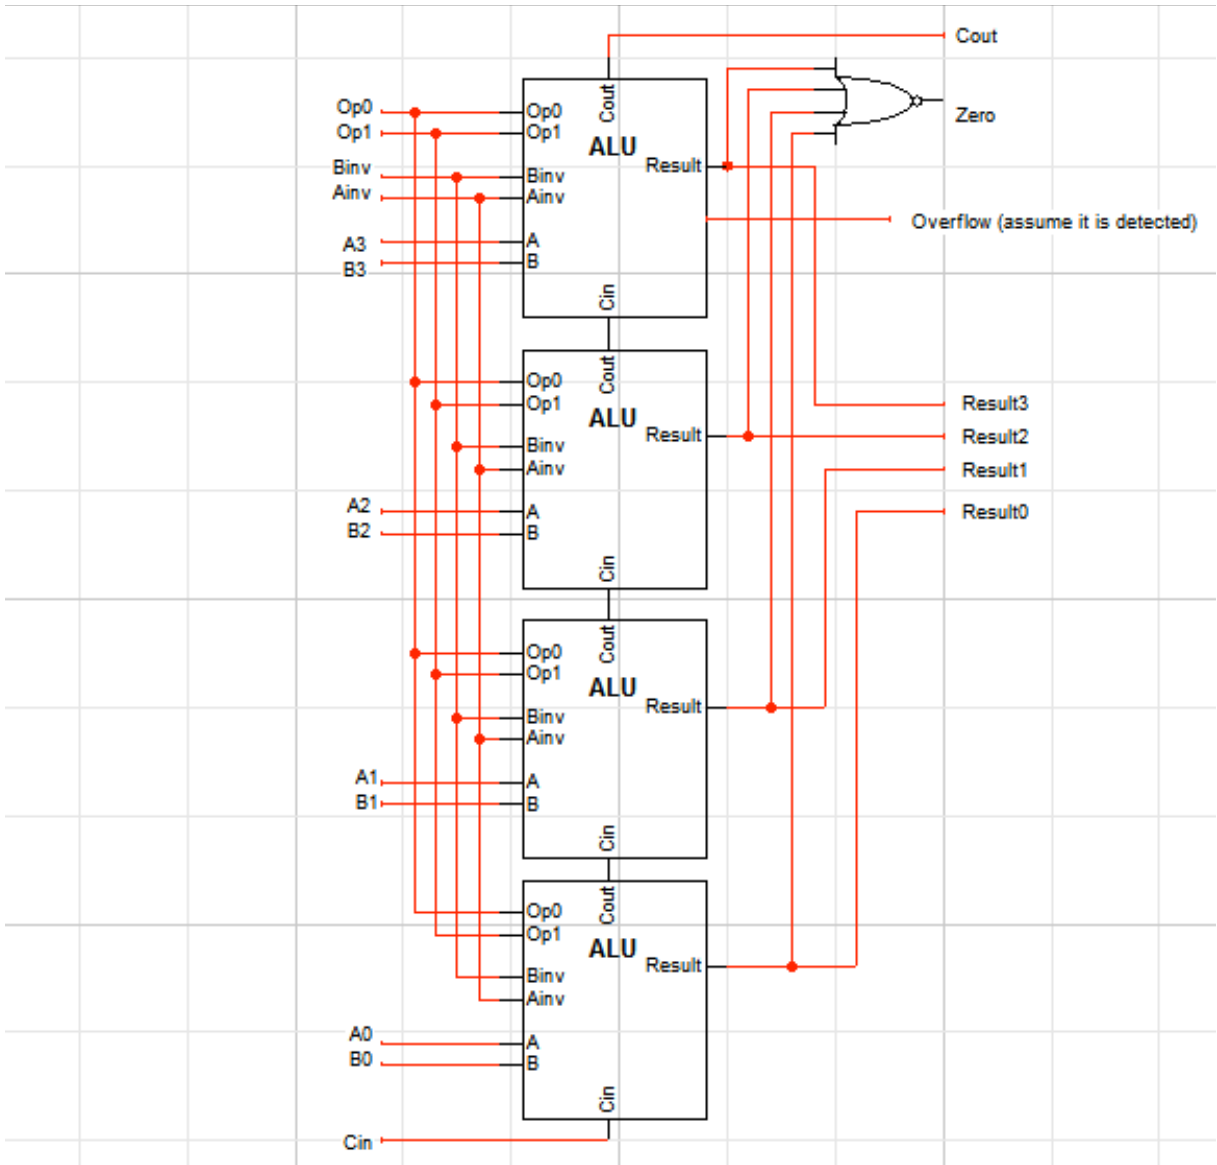 Cout
Zero
Op0
Op1
Binv
Ainv
A3
B3
Cout
Op0
Op1
ALU
Binv
Ainv
Result
A
B
Cin
Overflow (assume it is detected)
Cout
Op0
Op1
ALU
Binv
Ainv
Result
A2
B2
A
B
Cin
Result3
Result2
Result1
Result0
Cout
Op0
Op1
ALU
Binv
Ainv
Result
A1
B1
A
B
Cin
Cout
Op0
Op1
ALU
Binv
Ainv
Result
A0
B0
A
B
Cin
Cin